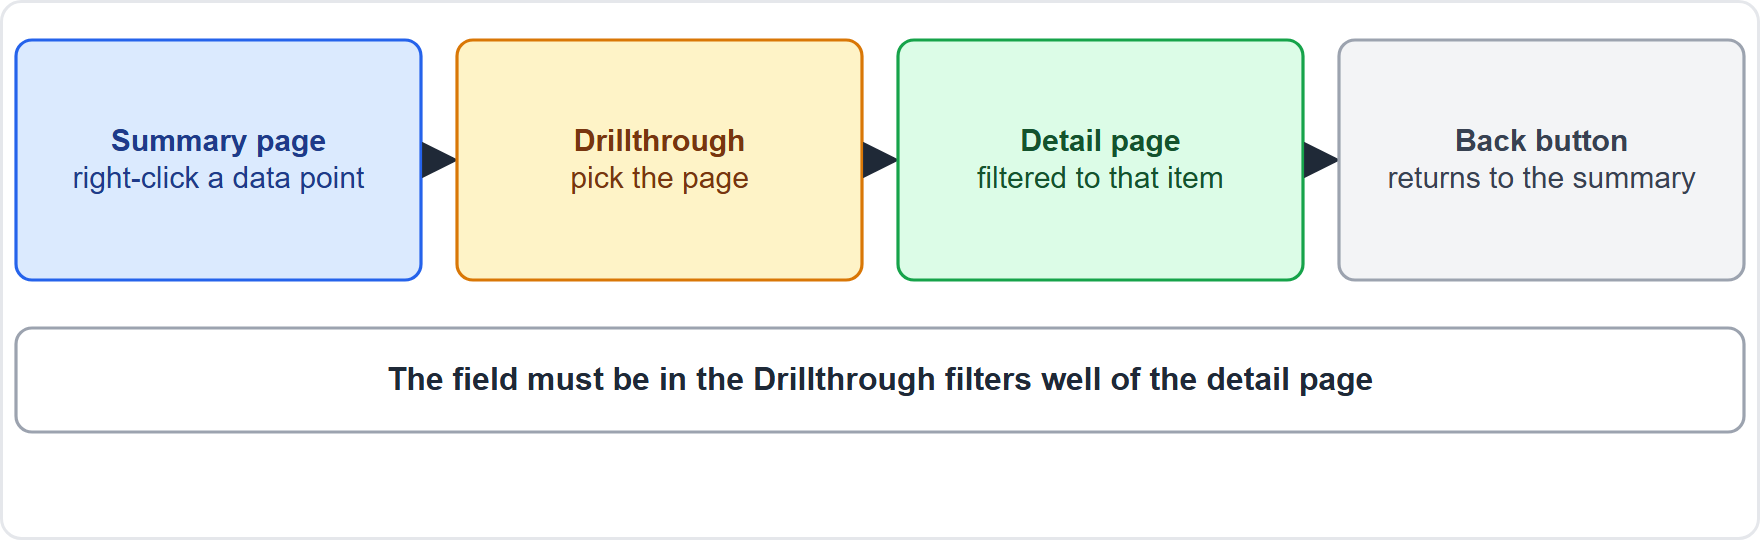 Summary page
right-click a data point
Drillthrough
pick the page
Detail page
filtered to that item
Back button
returns to the summary
The field must be in the Drillthrough filters well of the detail page